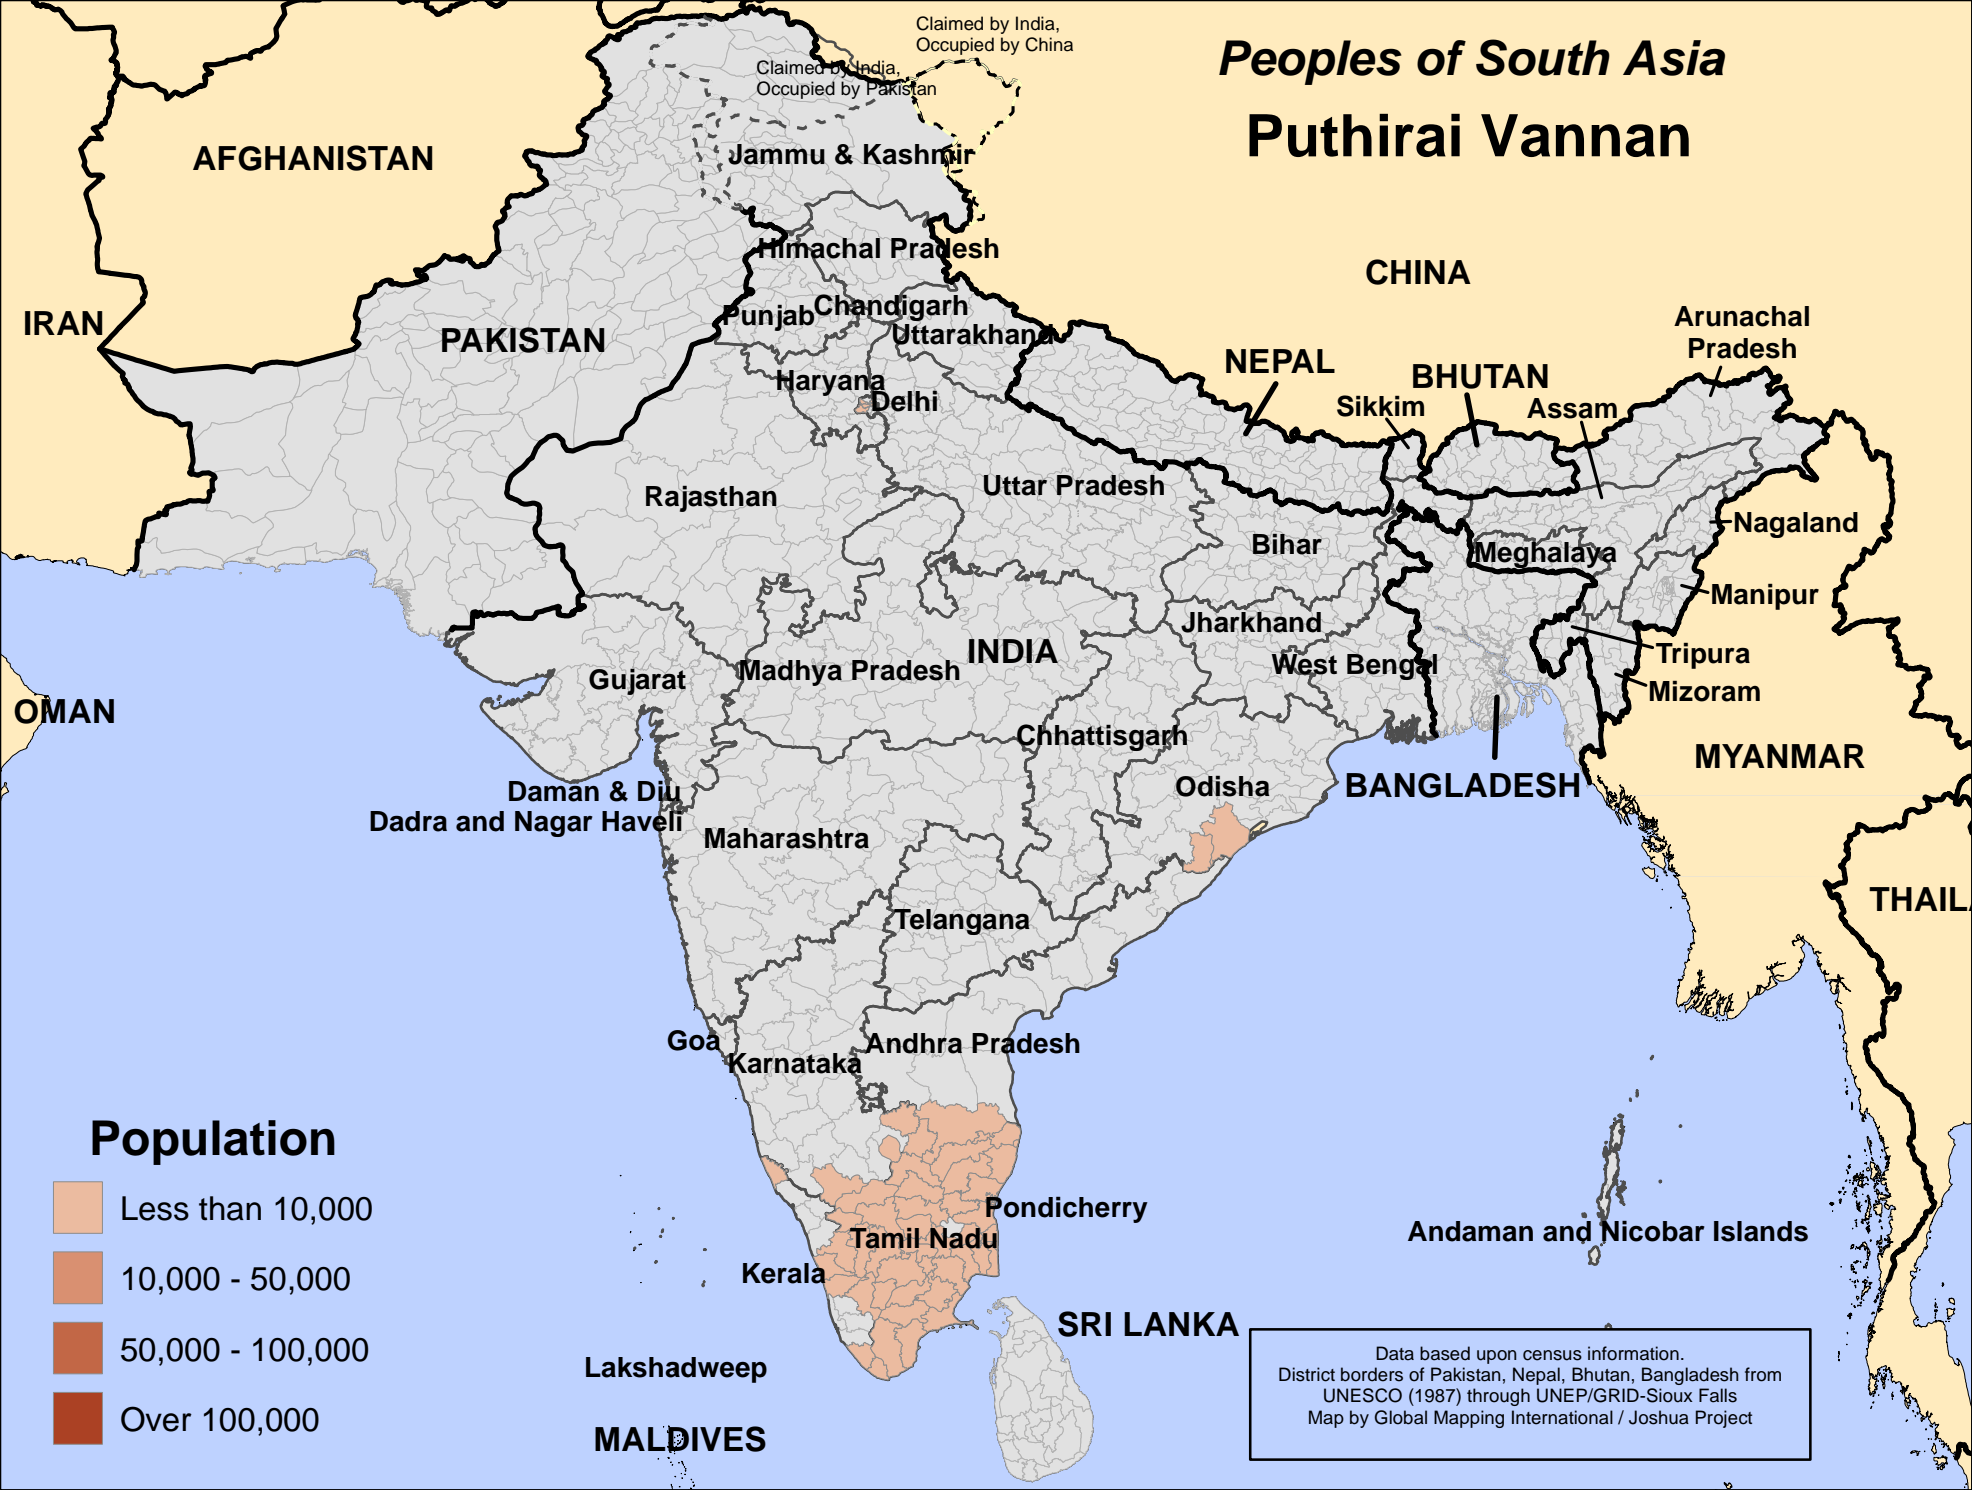 Claimed by India,
Occupied by China
Peoples of South Asia
Claimed by India,
Occupied by Pakistan
Puthirai Vannan
AFGHANISTAN
Jammu & Kashmir
Himachal Pradesh
CHINA
IRAN
PAKISTAN
Punjab
Chandigarh
Uttarakhand
Arunachal
Pradesh
NEPAL
BHUTAN
Haryana
Delhi
Sikkim
Assam
Rajasthan
Uttar Pradesh
Nagaland
Bihar
Meghalaya
Manipur
Jharkhand
INDIA
Tripura
West Bengal
Madhya Pradesh
Gujarat
Mizoram
OMAN
Chhattisgarh
MYANMAR
Odisha
BANGLADESH
Daman & Diu
Dadra and Nagar Haveli
Maharashtra
THAILA
Telangana
Goa
Andhra Pradesh
Karnataka
Pondicherry
Tamil Nadu
Andaman and Nicobar Islands
Kerala
SRI LANKA
Lakshadweep
MALDIVES
Population
Less than 10,000
10,000 - 50,000
50,000 - 100,000
Over 100,000
Data based upon census information.
District borders of Pakistan, Nepal, Bhutan, Bangladesh from
UNESCO (1987) through UNEP/GRID-Sioux Falls
Map by Global Mapping International / Joshua Project